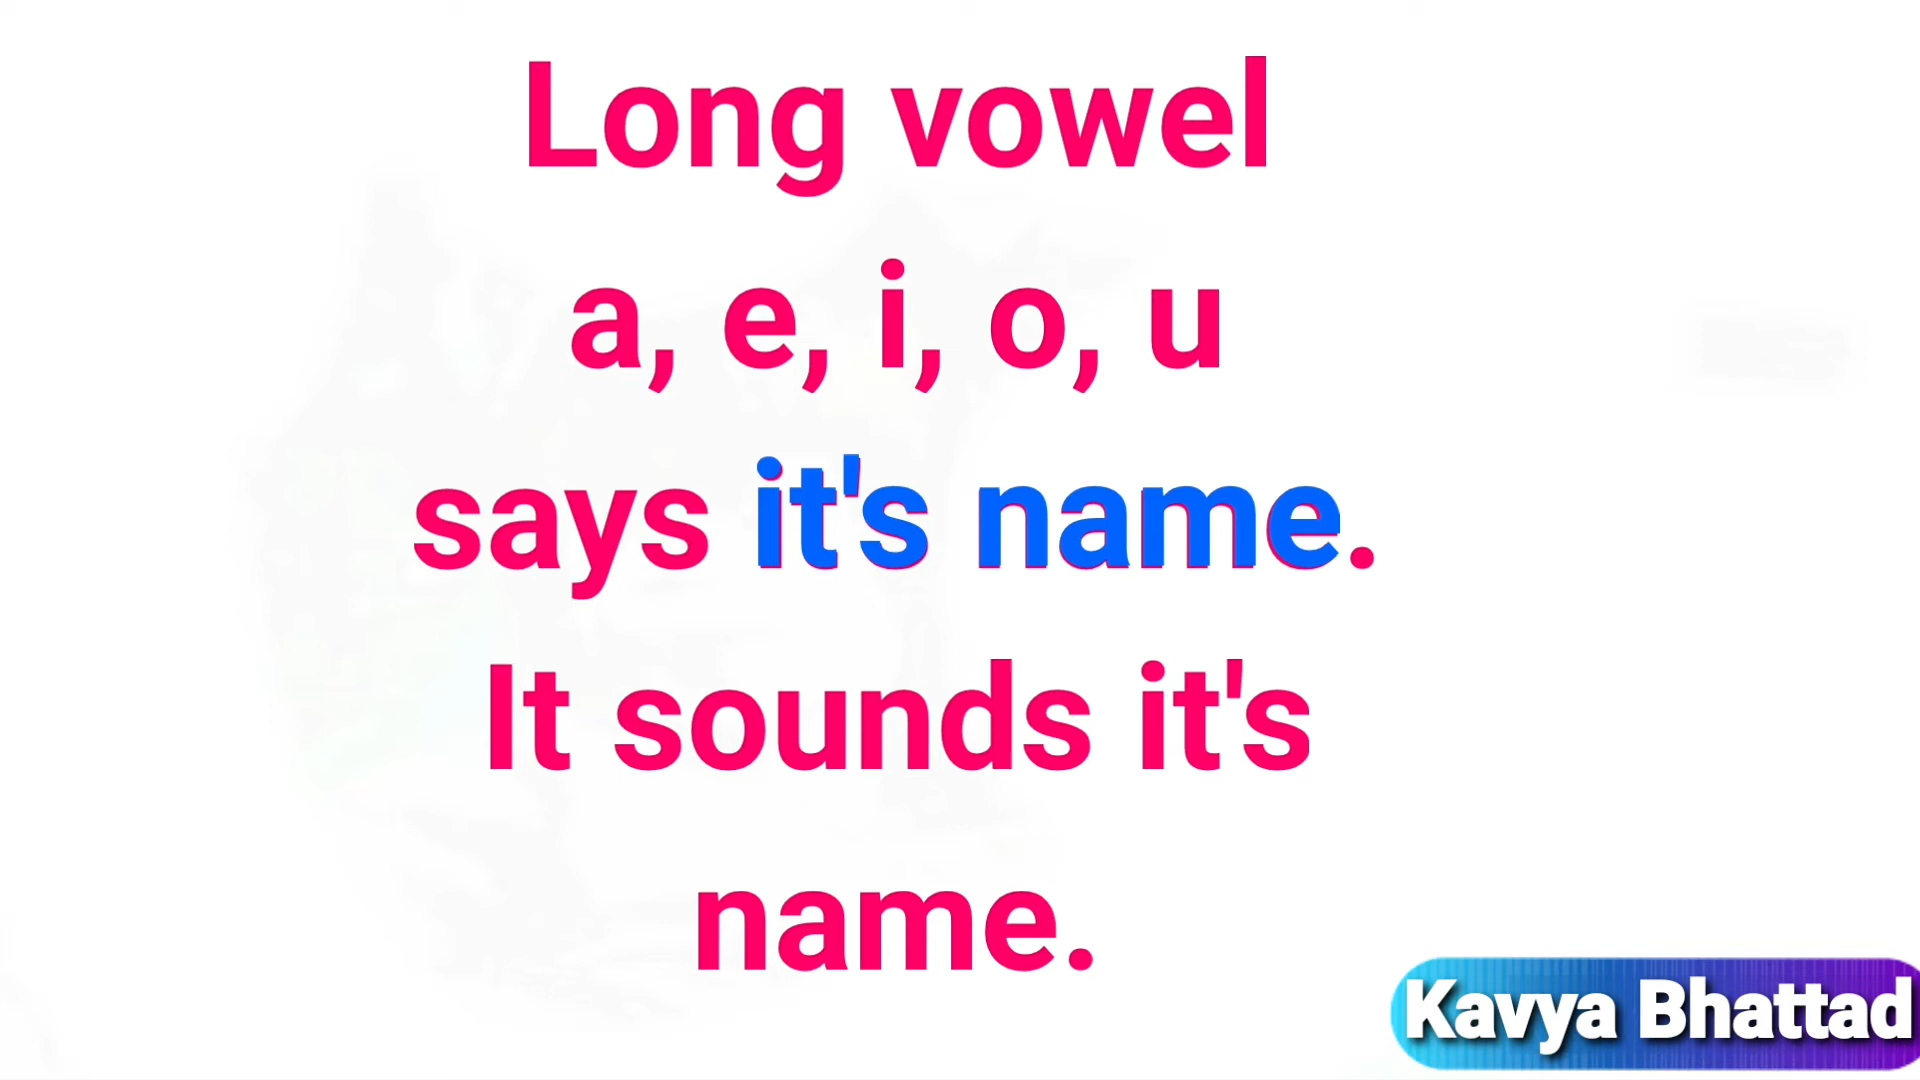 Long vowel
a, e, i, o, u
says it's name.
It sounds it's
name.
Kavya Bhattad